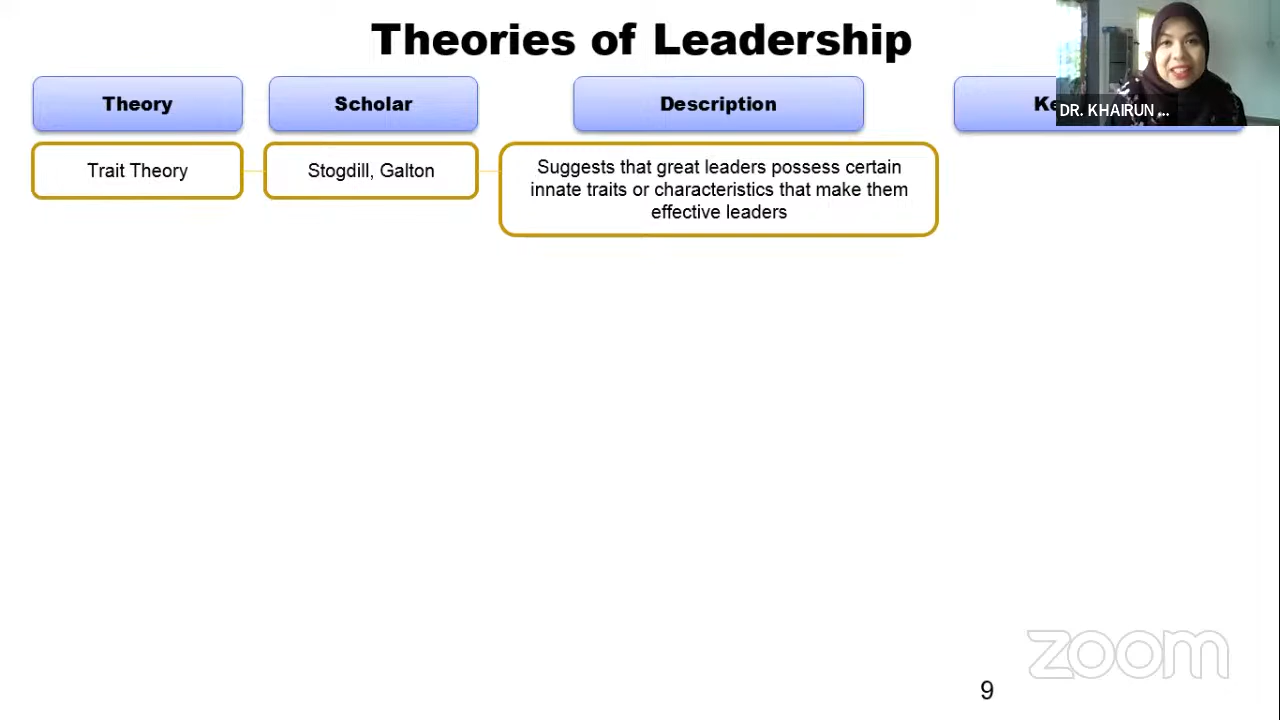 Theories of Leadership
Theory
Scholar
Description
Ke
DR. KHAIRUN ...
Trait Theory
Stogdill, Galton
Suggests that great leaders possess certain
innate traits or characteristics that make them
effective leaders
zoom
9